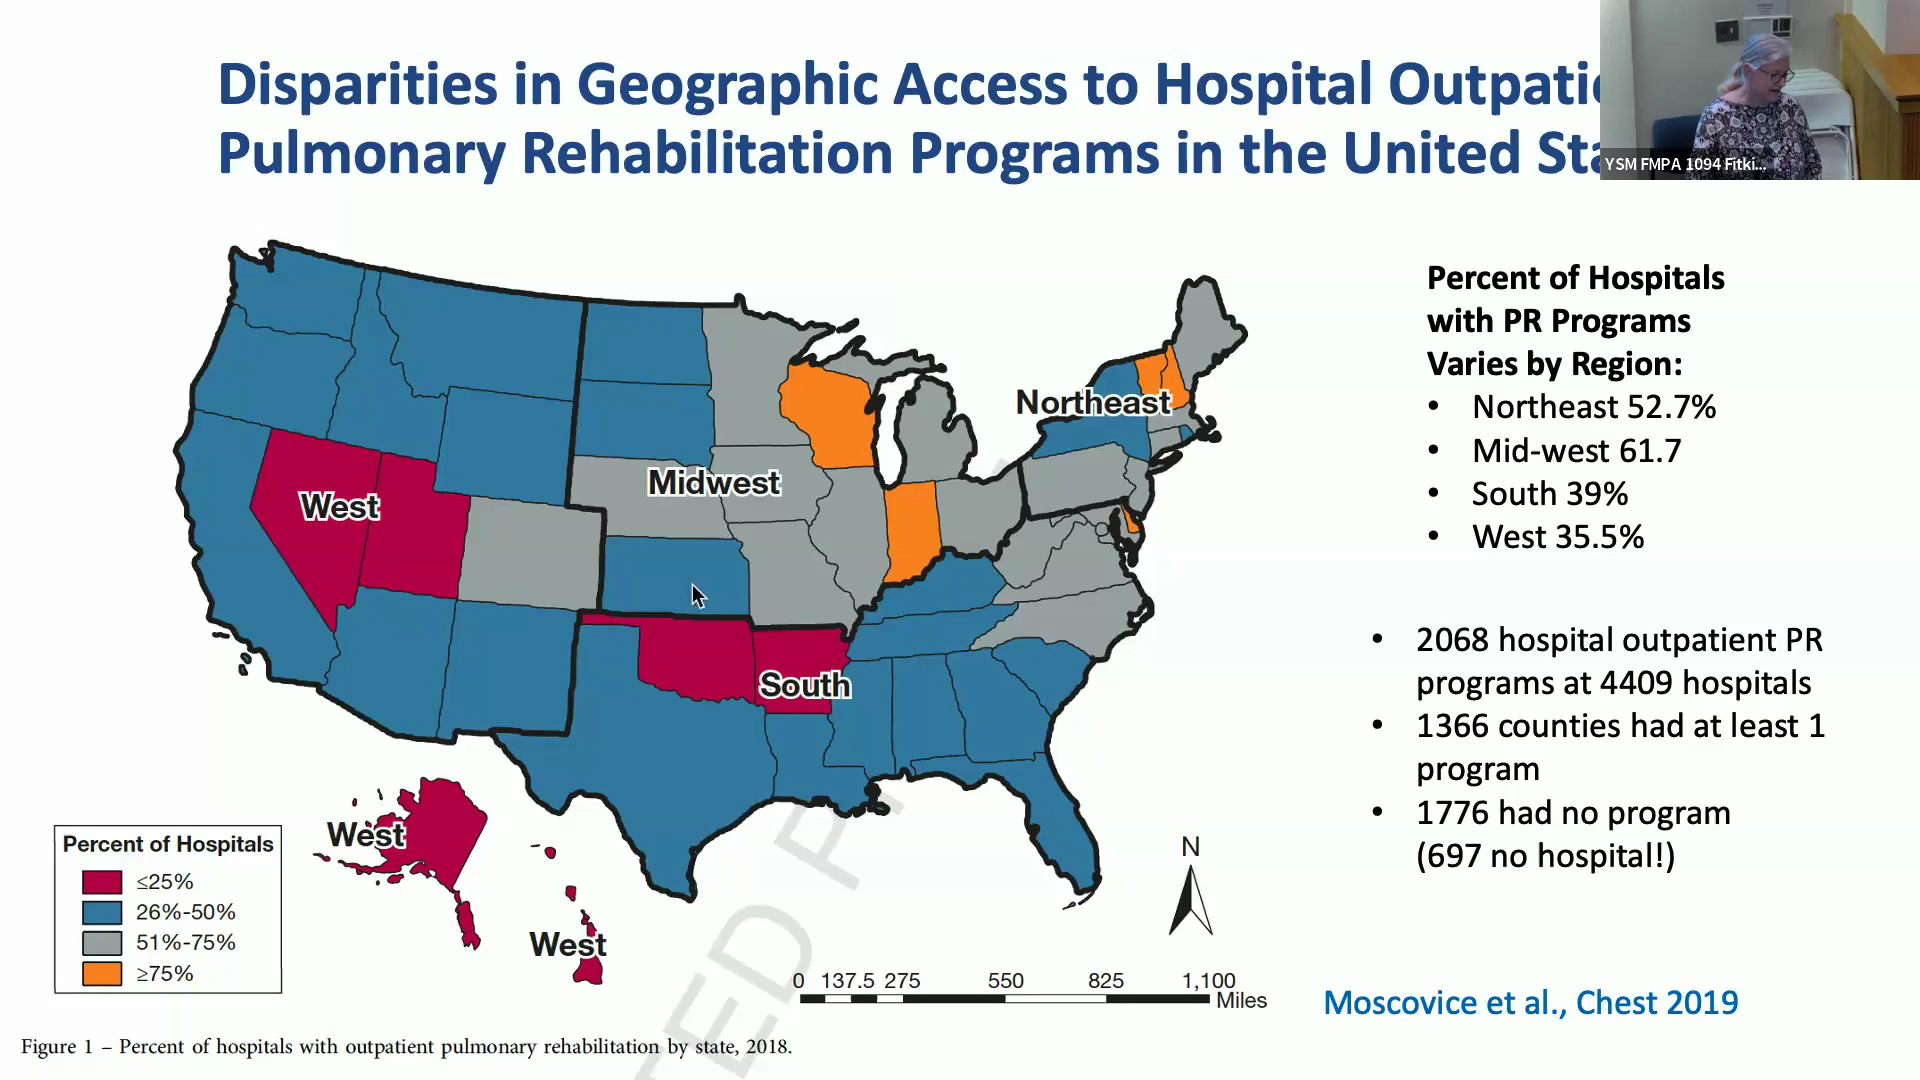 Disparities in Geographic Access to Hospital Outpatie
Pulmonary Rehabilitation Programs in the United Sta
YSM FMPA 1094 Fitki...
Percent of Hospitals
with PR Programs
Varies by Region:
• Northeast 52.7%
• Mid-west 61.7
• South 39%
• West 35.5%
• 2068 hospital outpatient PR
programs at 4409 hospitals
• 1366 counties had at least 1
program
• 1776 had no program
(697 no hospital!)
Northeast
Midwest
West
South
West
West
Percent of Hospitals
≤25%
26%-50%
51%-75%
≥75%
N
0 137.5 275 550 825 1,100
Miles
TED P
Moscovice et al., Chest 2019
Figure 1 – Percent of hospitals with outpatient pulmonary rehabilitation by state, 2018.